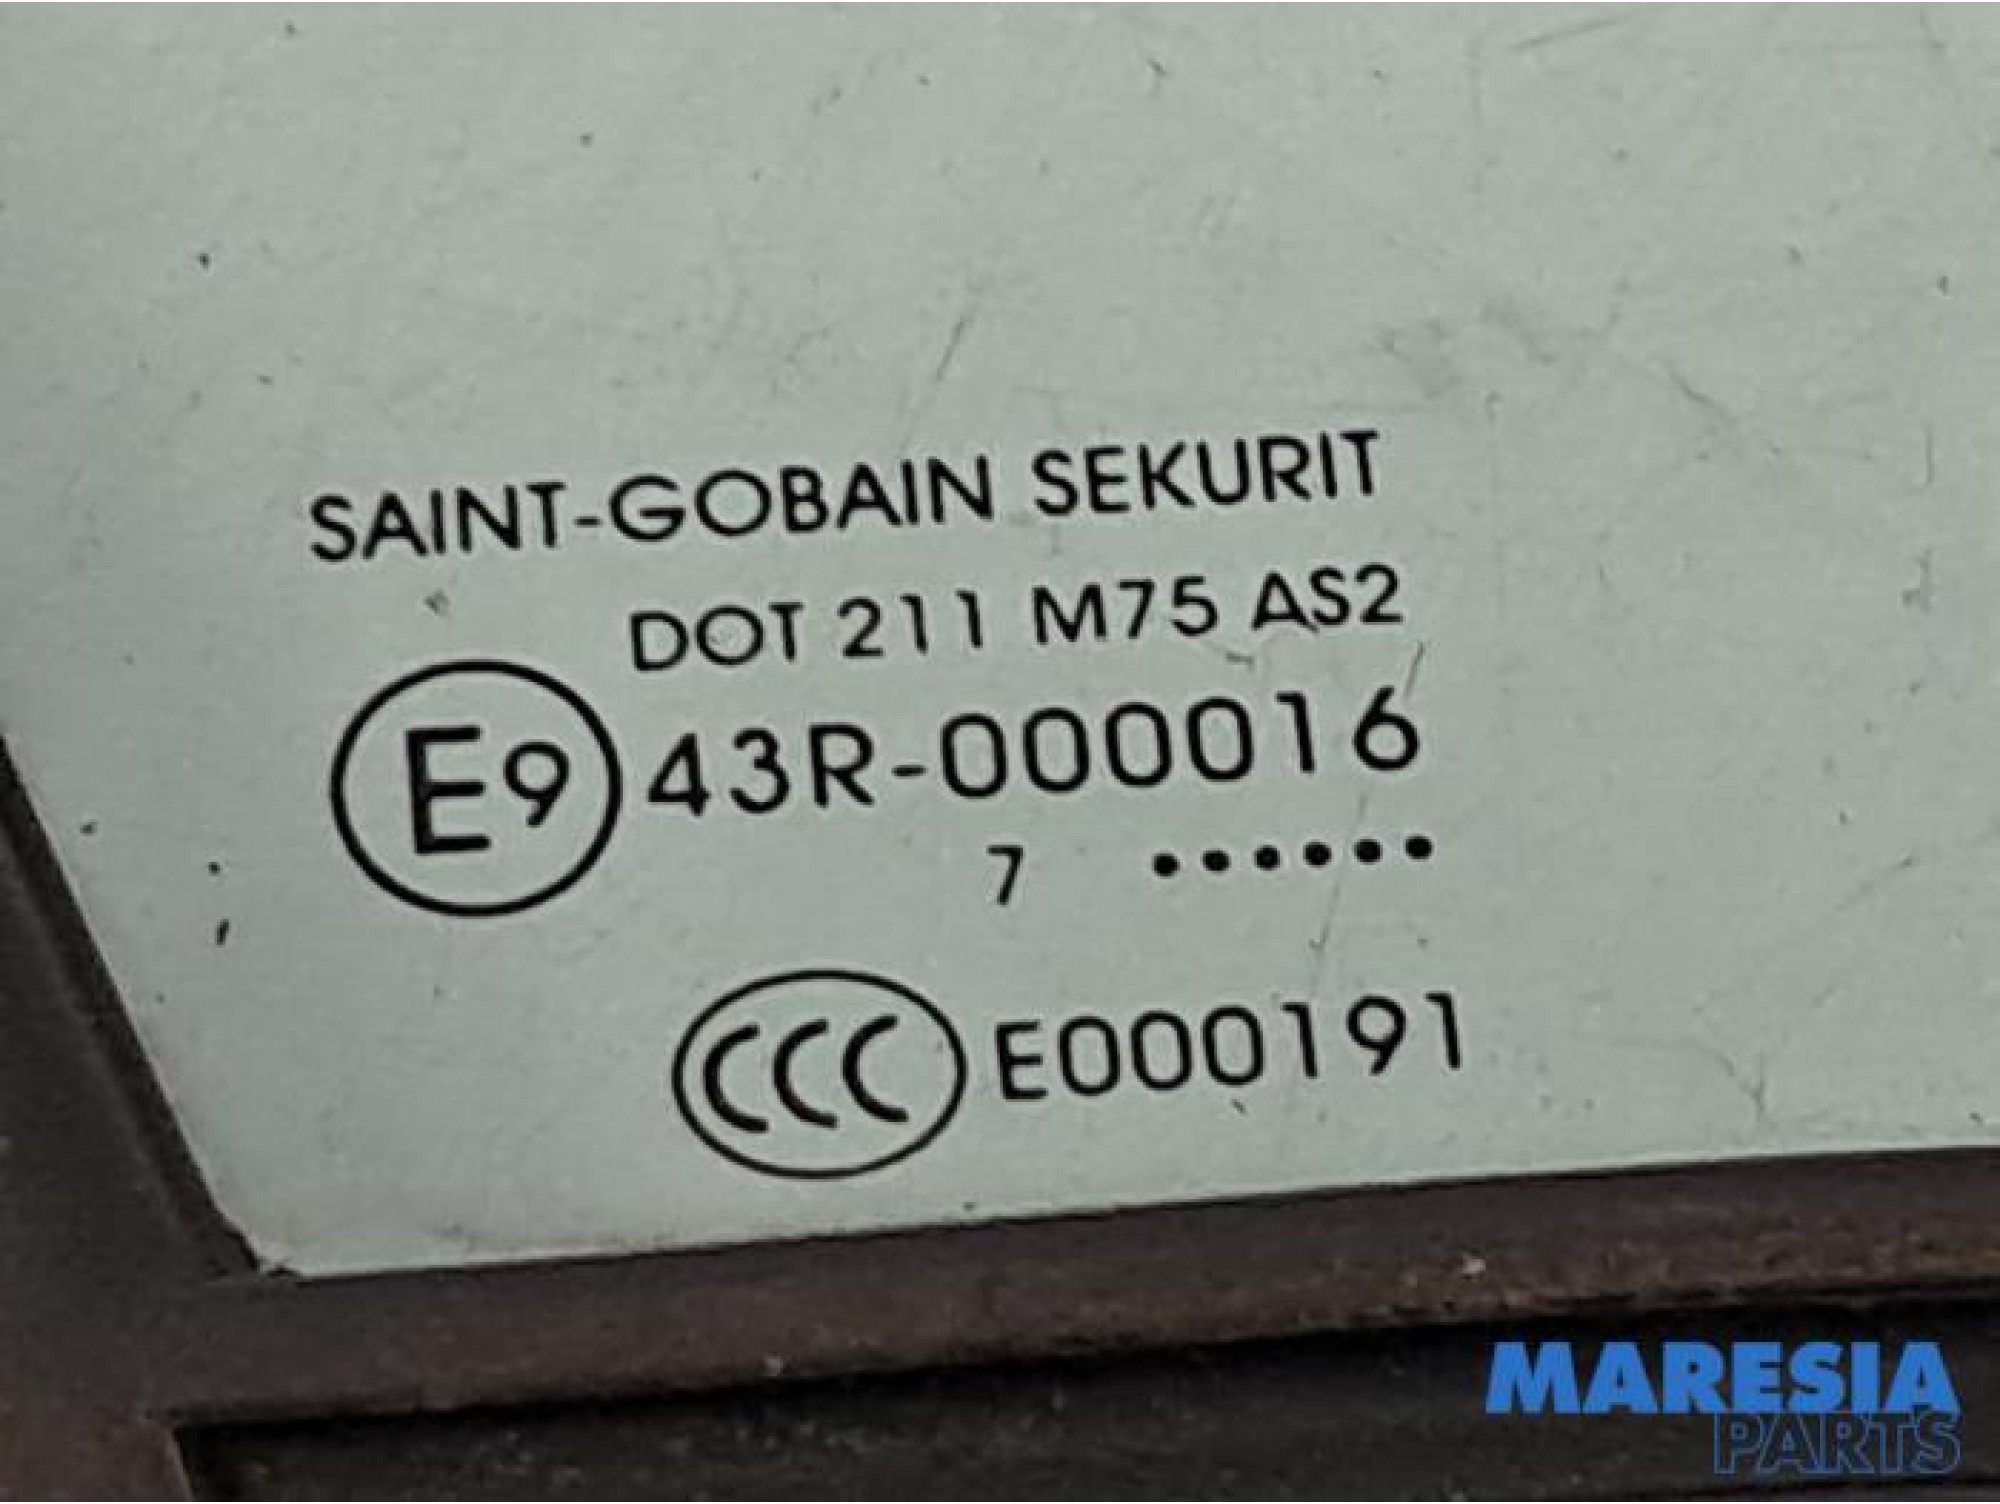 SAINT-GOBAIN SEKURIT
DOT 211 M75 AS2
E9 43R-000016
7 ••••••
CCC E000191
MARESIA
PARTS